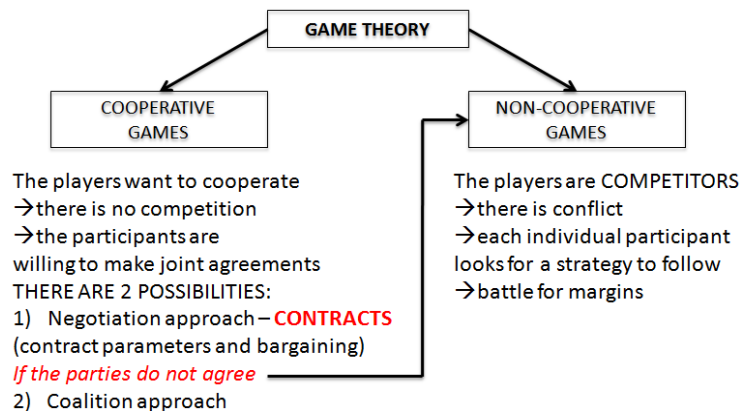 GAME THEORY
COOPERATIVE
GAMES
The players want to cooperate
→there is no competition
→the participants are
willing to make joint agreements
THERE ARE 2 POSSIBILITIES:
1) Negotiation approach – CONTRACTS
(contract parameters and bargaining)
If the parties do not agree
2) Coalition approach
NON-COOPERATIVE
GAMES
The players are COMPETITORS
→there is conflict
→each individual participant
looks for a strategy to follow
→battle for margins